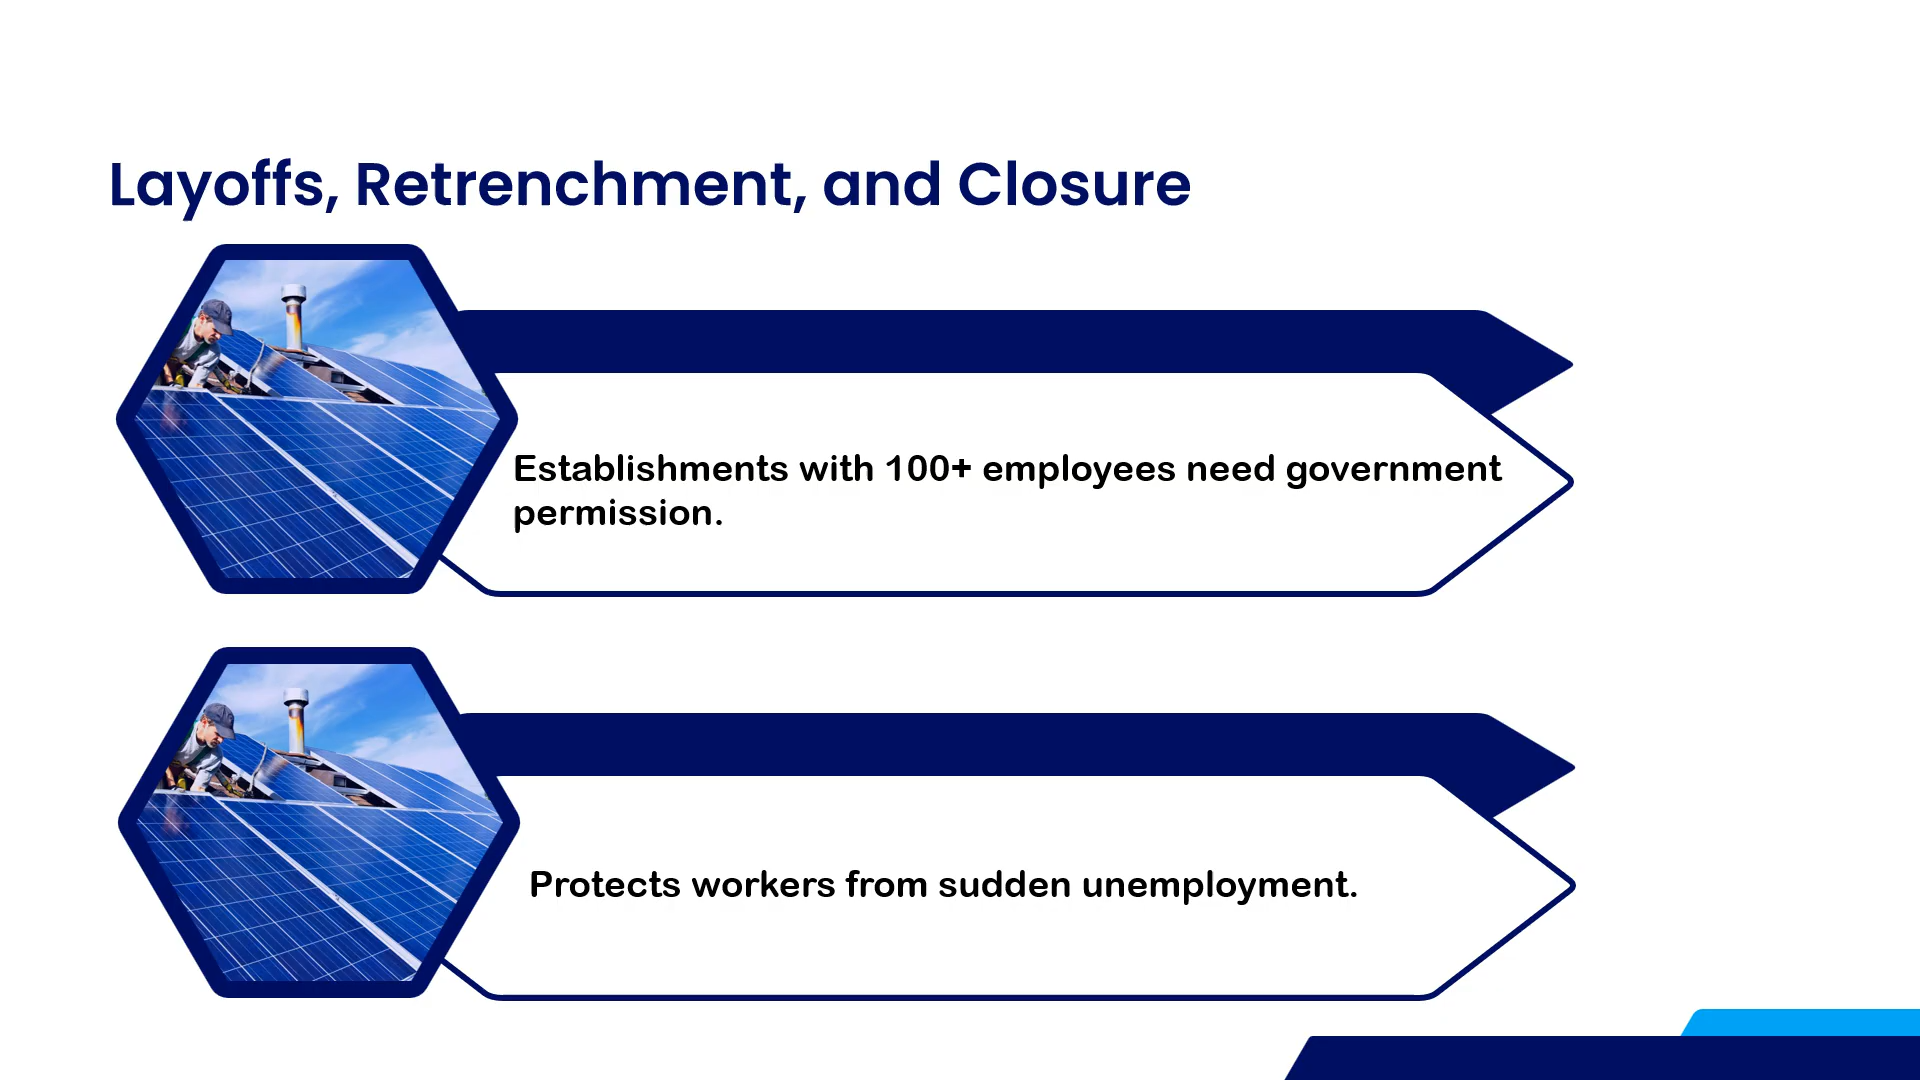 Layoffs, Retrenchment, and Closure
Establishments with 100+ employees need government
permission.
Protects workers from sudden unemployment.